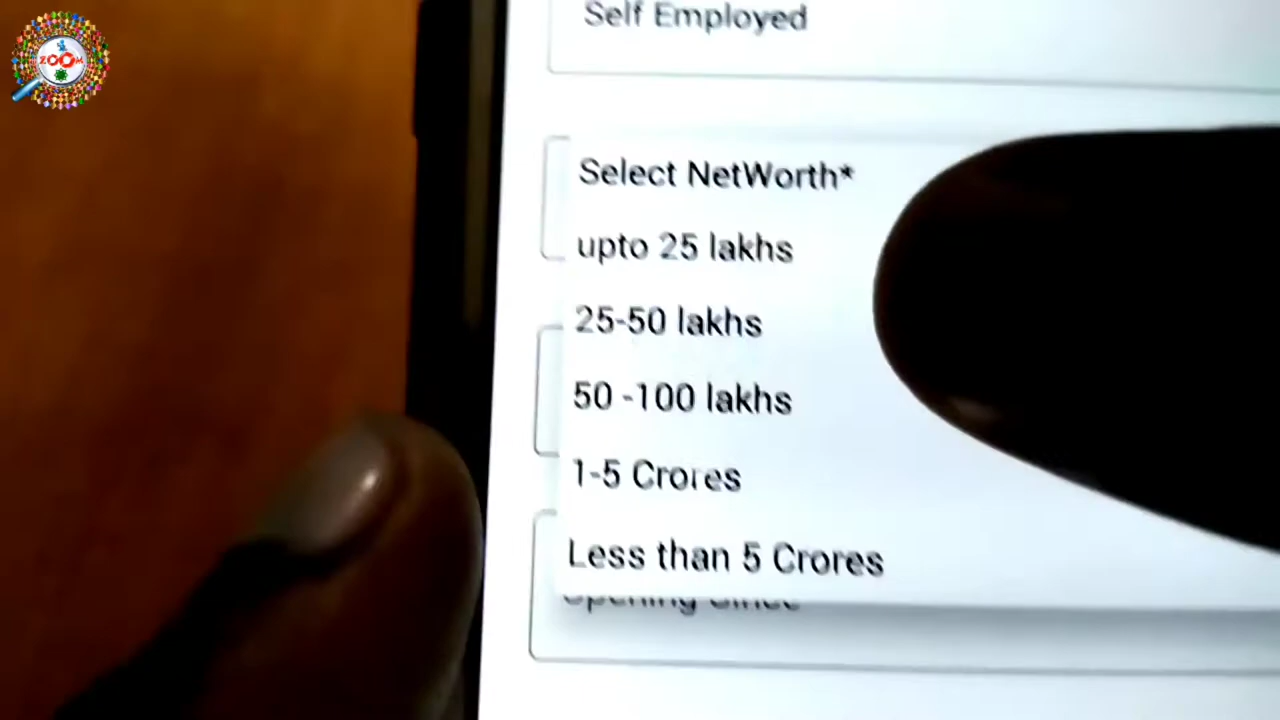 ZOOM
Self Employed
Select NetWorth*
upto 25 lakhs
25-50 lakhs
50 -100 lakhs
1-5 Crores
Less than 5 Crores